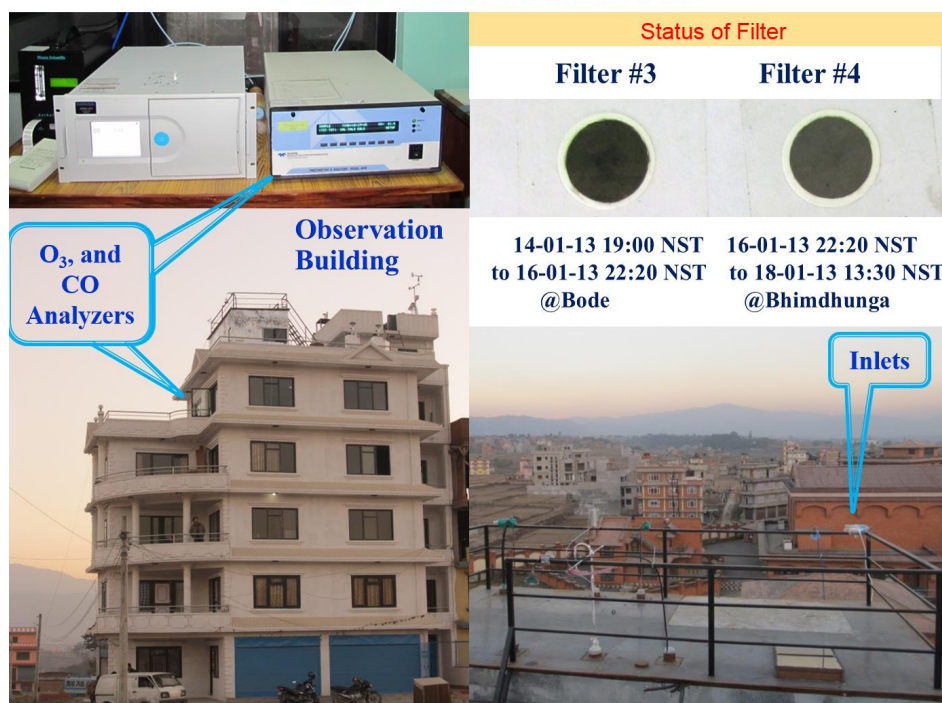 Status of Filter
Filter #3
Filter #4
14-01-13 19:00 NST
to 16-01-13 22:20 NST
@Bode
16-01-13 22:20 NST
to 18-01-13 13:30 NST
@Bhimdhunga
O3, and
CO
Analyzers
Observation
Building
Inlets